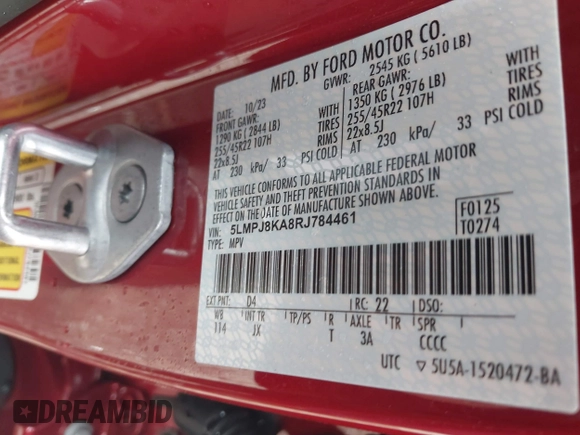 MFD. BY FORD MOTOR CO.
DATE: 10/23
GVWR: 2545 KG ( 5610 LB)
FRONT GAWR:
1290 KG ( 2844 LB)
255/45R22 107H
22x8.5J
AT 230 kPa/ 33 PSI COLD
WITH
TIRES
RIMS
REAR GAWR:
1350 KG ( 2976 LB)
255/45R22 107H
22x8.5J
AT 230 kPa/ 33 PSI COLD
WITH
TIRES
RIMS
THIS VEHICLE CONFORMS TO ALL APPLICABLE FEDERAL MOTOR
VEHICLE SAFETY AND THEFT PREVENTION STANDARDS IN
EFFECT ON THE DATE OF MANUFACTURE SHOWN ABOVE.
VIN: 5LMPJ8KA8RJ784461
TYPE: MPV
F0125
T0274
EXT PNT: D4 RC: 22 DSO:
WB INT TR TP/PS R AXLE TR SPR
114 JX T 3A CCCC
UTC ▽ 5U5A-1520472-BA
DREAMBID